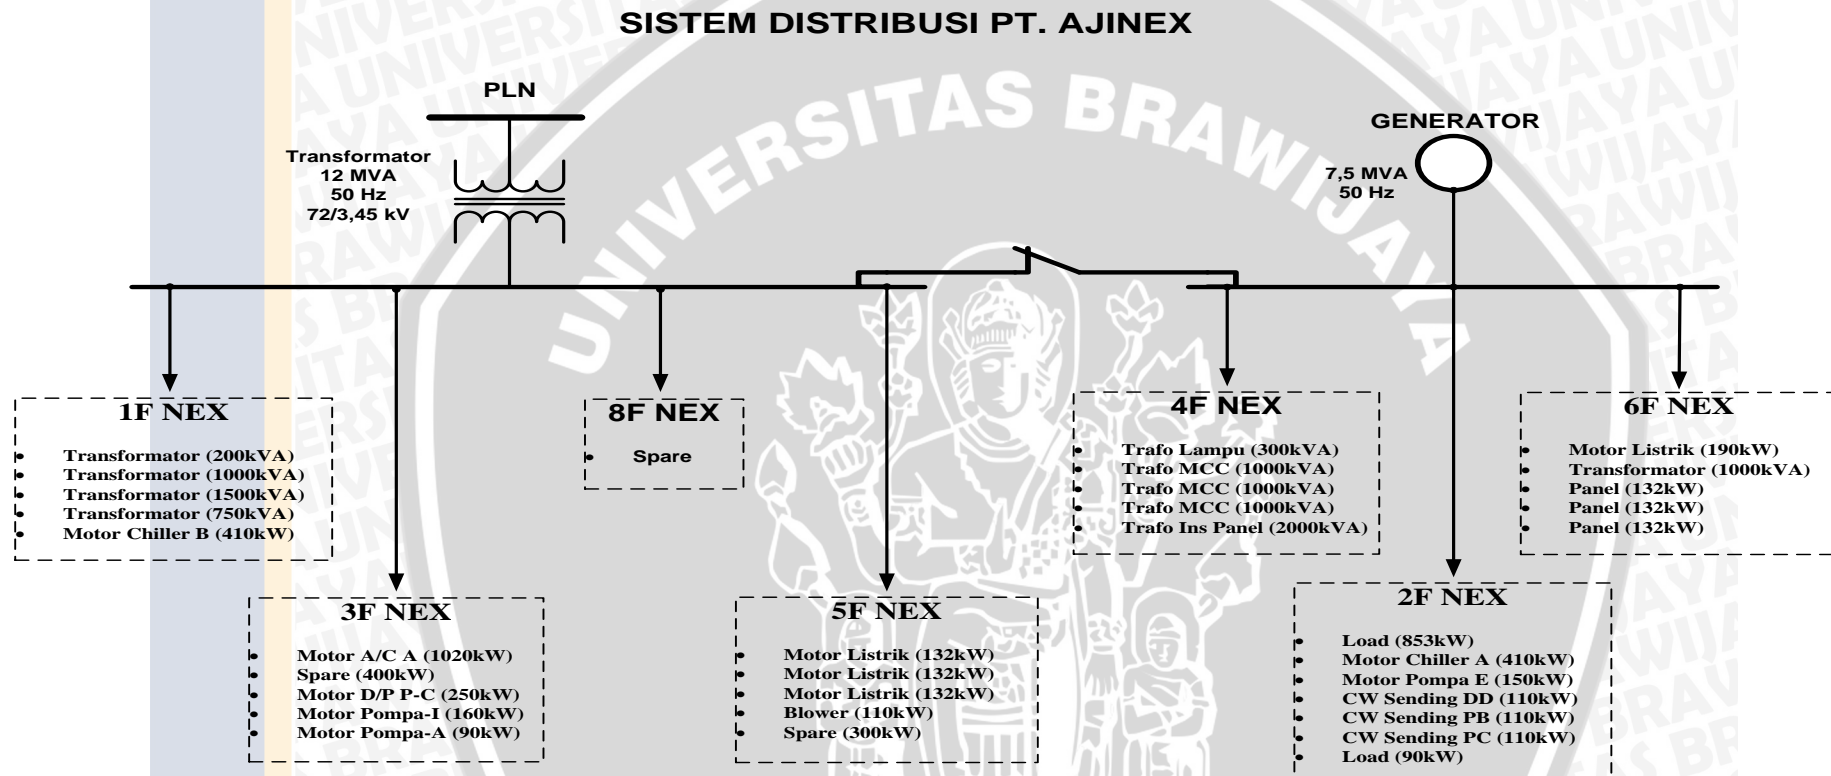 SISTEM DISTRIBUSI PT. AJINEX
PLN
Transformator
12 MVA
50 Hz
72/3,45 kV
GENERATOR
7,5 MVA
50 Hz
UNIVERSITAS BRAWIJAYA
1F NEX
• Transformator (200kVA)
• Transformator (1000kVA)
• Transformator (1500kVA)
• Transformator (750kVA)
• Motor Chiller B (410kW)
8F NEX
• Spare
4F NEX
• Trafo Lampu (300kVA)
• Trafo MCC (1000kVA)
• Trafo MCC (1000kVA)
• Trafo MCC (1000kVA)
• Trafo Ins Panel (2000kVA)
6F NEX
• Motor Listrik (190kW)
• Transformator (1000kVA)
• Panel (132kW)
• Panel (132kW)
• Panel (132kW)
3F NEX
• Motor A/C A (1020kW)
• Spare (400kW)
• Motor D/P P-C (250kW)
• Motor Pompa-I (160kW)
• Motor Pompa-A (90kW)
5F NEX
• Motor Listrik (132kW)
• Motor Listrik (132kW)
• Motor Listrik (132kW)
• Blower (110kW)
• Spare (300kW)
2F NEX
• Load (853kW)
• Motor Chiller A (410kW)
• Motor Pompa E (150kW)
• CW Sending DD (110kW)
• CW Sending PB (110kW)
• CW Sending PC (110kW)
• Load (90kW)